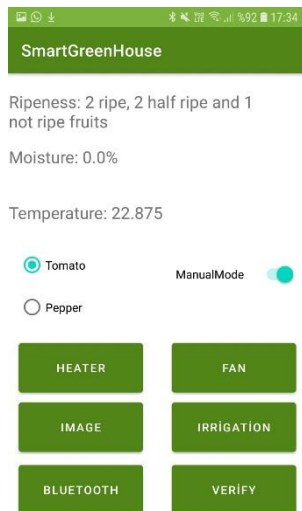 %92 17:34
SmartGreenHouse
Ripeness: 2 ripe, 2 half ripe and 1
not ripe fruits
Moisture: 0.0%
Temperature: 22.875
Tomato
ManualMode
Pepper
HEATER
FAN
IMAGE
IRRİGATİON
BLUETOOTH
VERİFY